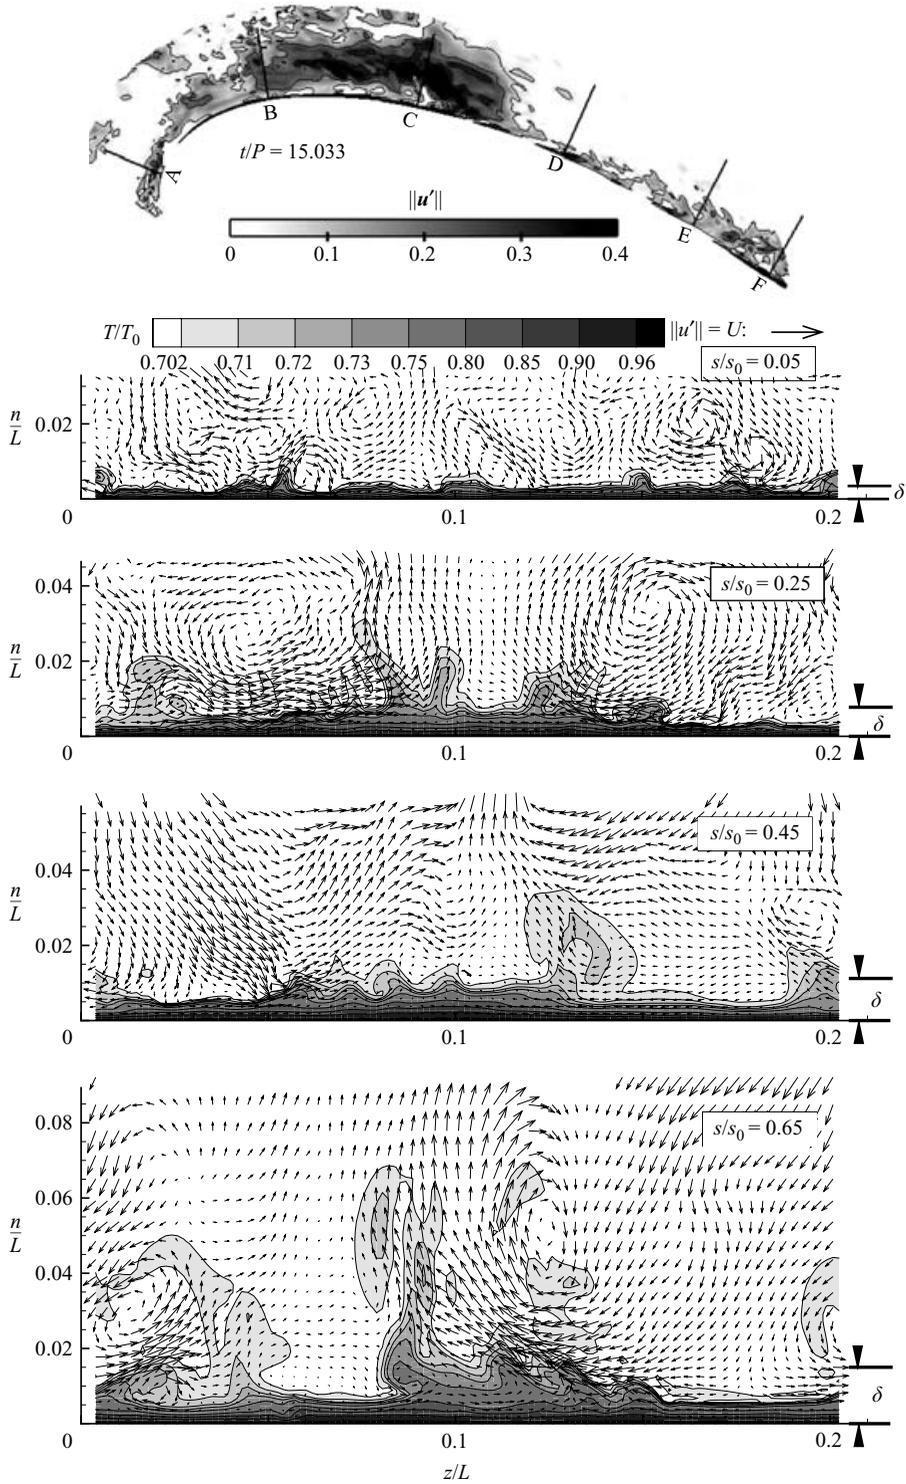 B
C
A
t/P = 15.033
D
||u′||
E
0 0.1 0.2 0.3 0.4
F
T/T0 ||u′|| = U:
0.702 0.71 0.72 0.73 0.75 0.80 0.85 0.90 0.96
s/s0 = 0.05
n
L
0.02
δ
0 0.1 0.2
s/s0 = 0.25
0.04
n
L
0.02
δ
0 0.1 0.2
s/s0 = 0.45
0.04
n
L
0.02
δ
0 0.1 0.2
s/s0 = 0.65
0.08
0.06
n
L
0.04
0.02
δ
0 0.1 0.2
z/L